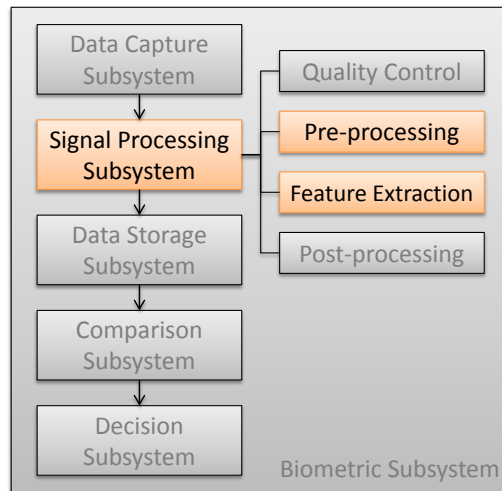 Data Capture
Subsystem
Signal Processing
Subsystem
Data Storage
Subsystem
Comparison
Subsystem
Decision
Subsystem
Quality Control
Pre-processing
Feature Extraction
Post-processing
Biometric Subsystem